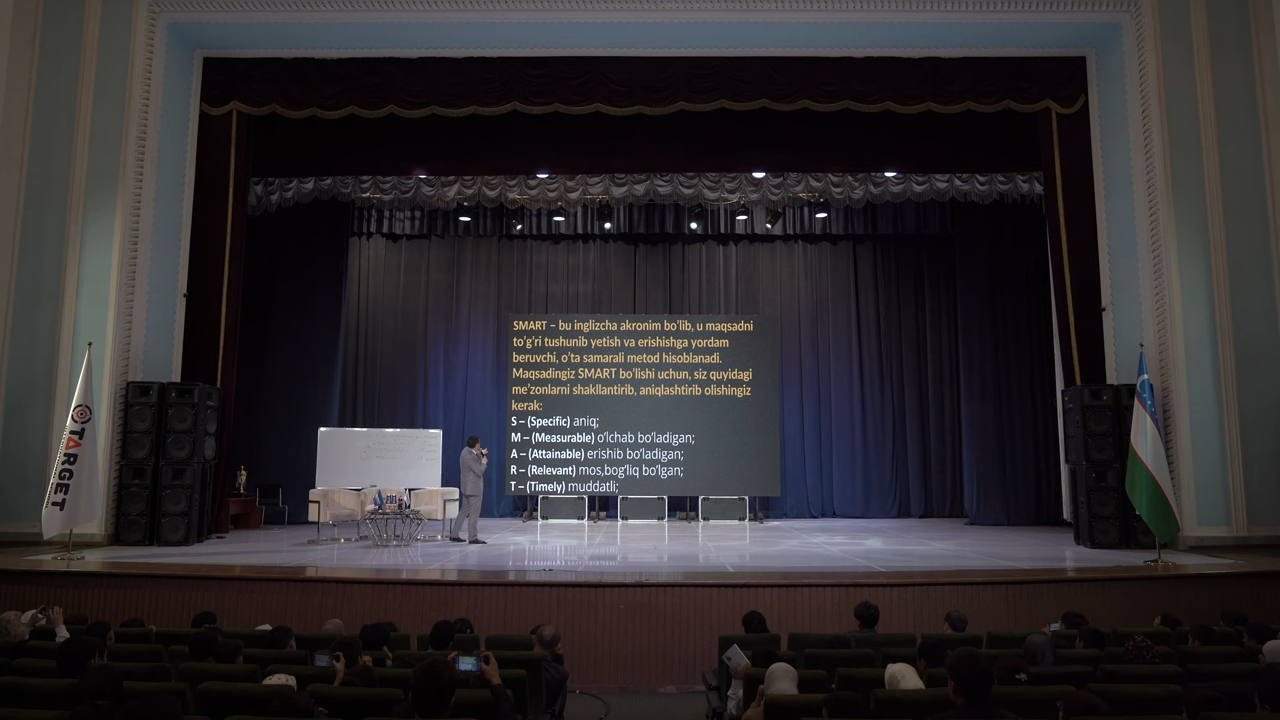 SMART – bu inglizcha akronim bo'lib, u maqsadni
to'g'ri tushunib yetish va erishishga yordam
beruvchi, o'ta samarali metod hisoblanadi.
Maqsadingiz SMART bo'lishi uchun, siz quyidagi
me'zonlarni shakllantirib, aniqlashtirib olishingiz
kerak:
S – (Specific) aniq;
M – (Measurable) o'lchab bo'ladigan;
A – (Attainable) erishib bo'ladigan;
R – (Relevant) mos,bog'liq bo'lgan;
T – (Timely) muddatli;
TARGET